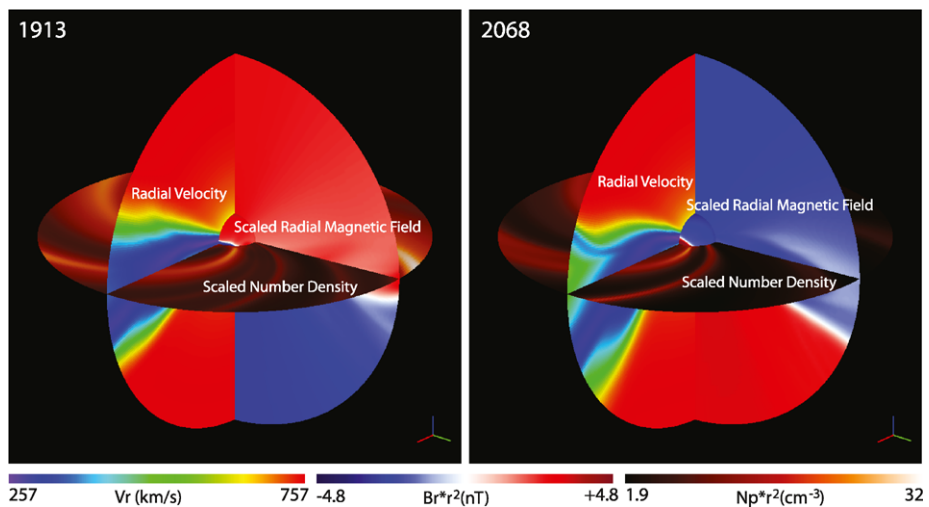 1913
Radial Velocity
Scaled Radial Magnetic Field
Scaled Number Density
2068
Radial Velocity
Scaled Radial Magnetic Field
Scaled Number Density
257 Vr (km/s) 757
-4.8 Br*r²(nT) +4.8
1.9 Np*r²(cm⁻³) 32